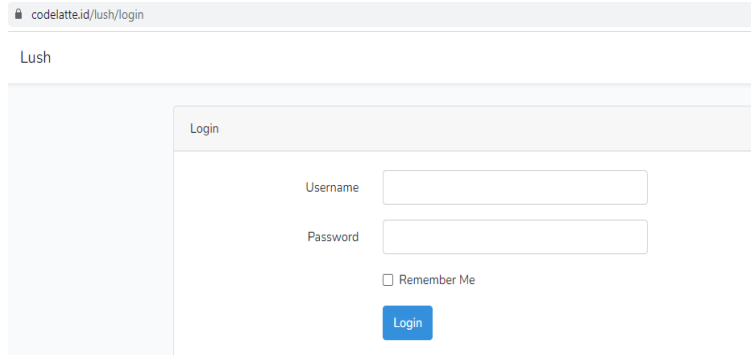 codelatte.id/lush/login
Lush
Login
Username
Password
Remember Me
Login